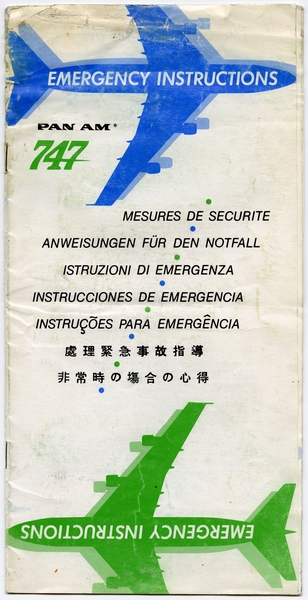 EMERGENCY INSTRUCTIONS
PAN AM®
747
MESURES DE SECURITE
ANWEISUNGEN FÜR DEN NOTFALL
ISTRUZIONI DI EMERGENZA
INSTRUCCIONES DE EMERGENCIA
INSTRUÇÕES PARA EMERGÊNCIA
處理緊急事故指導
非常時の場合の心得
EMERGENCY INSTRUCTIONS